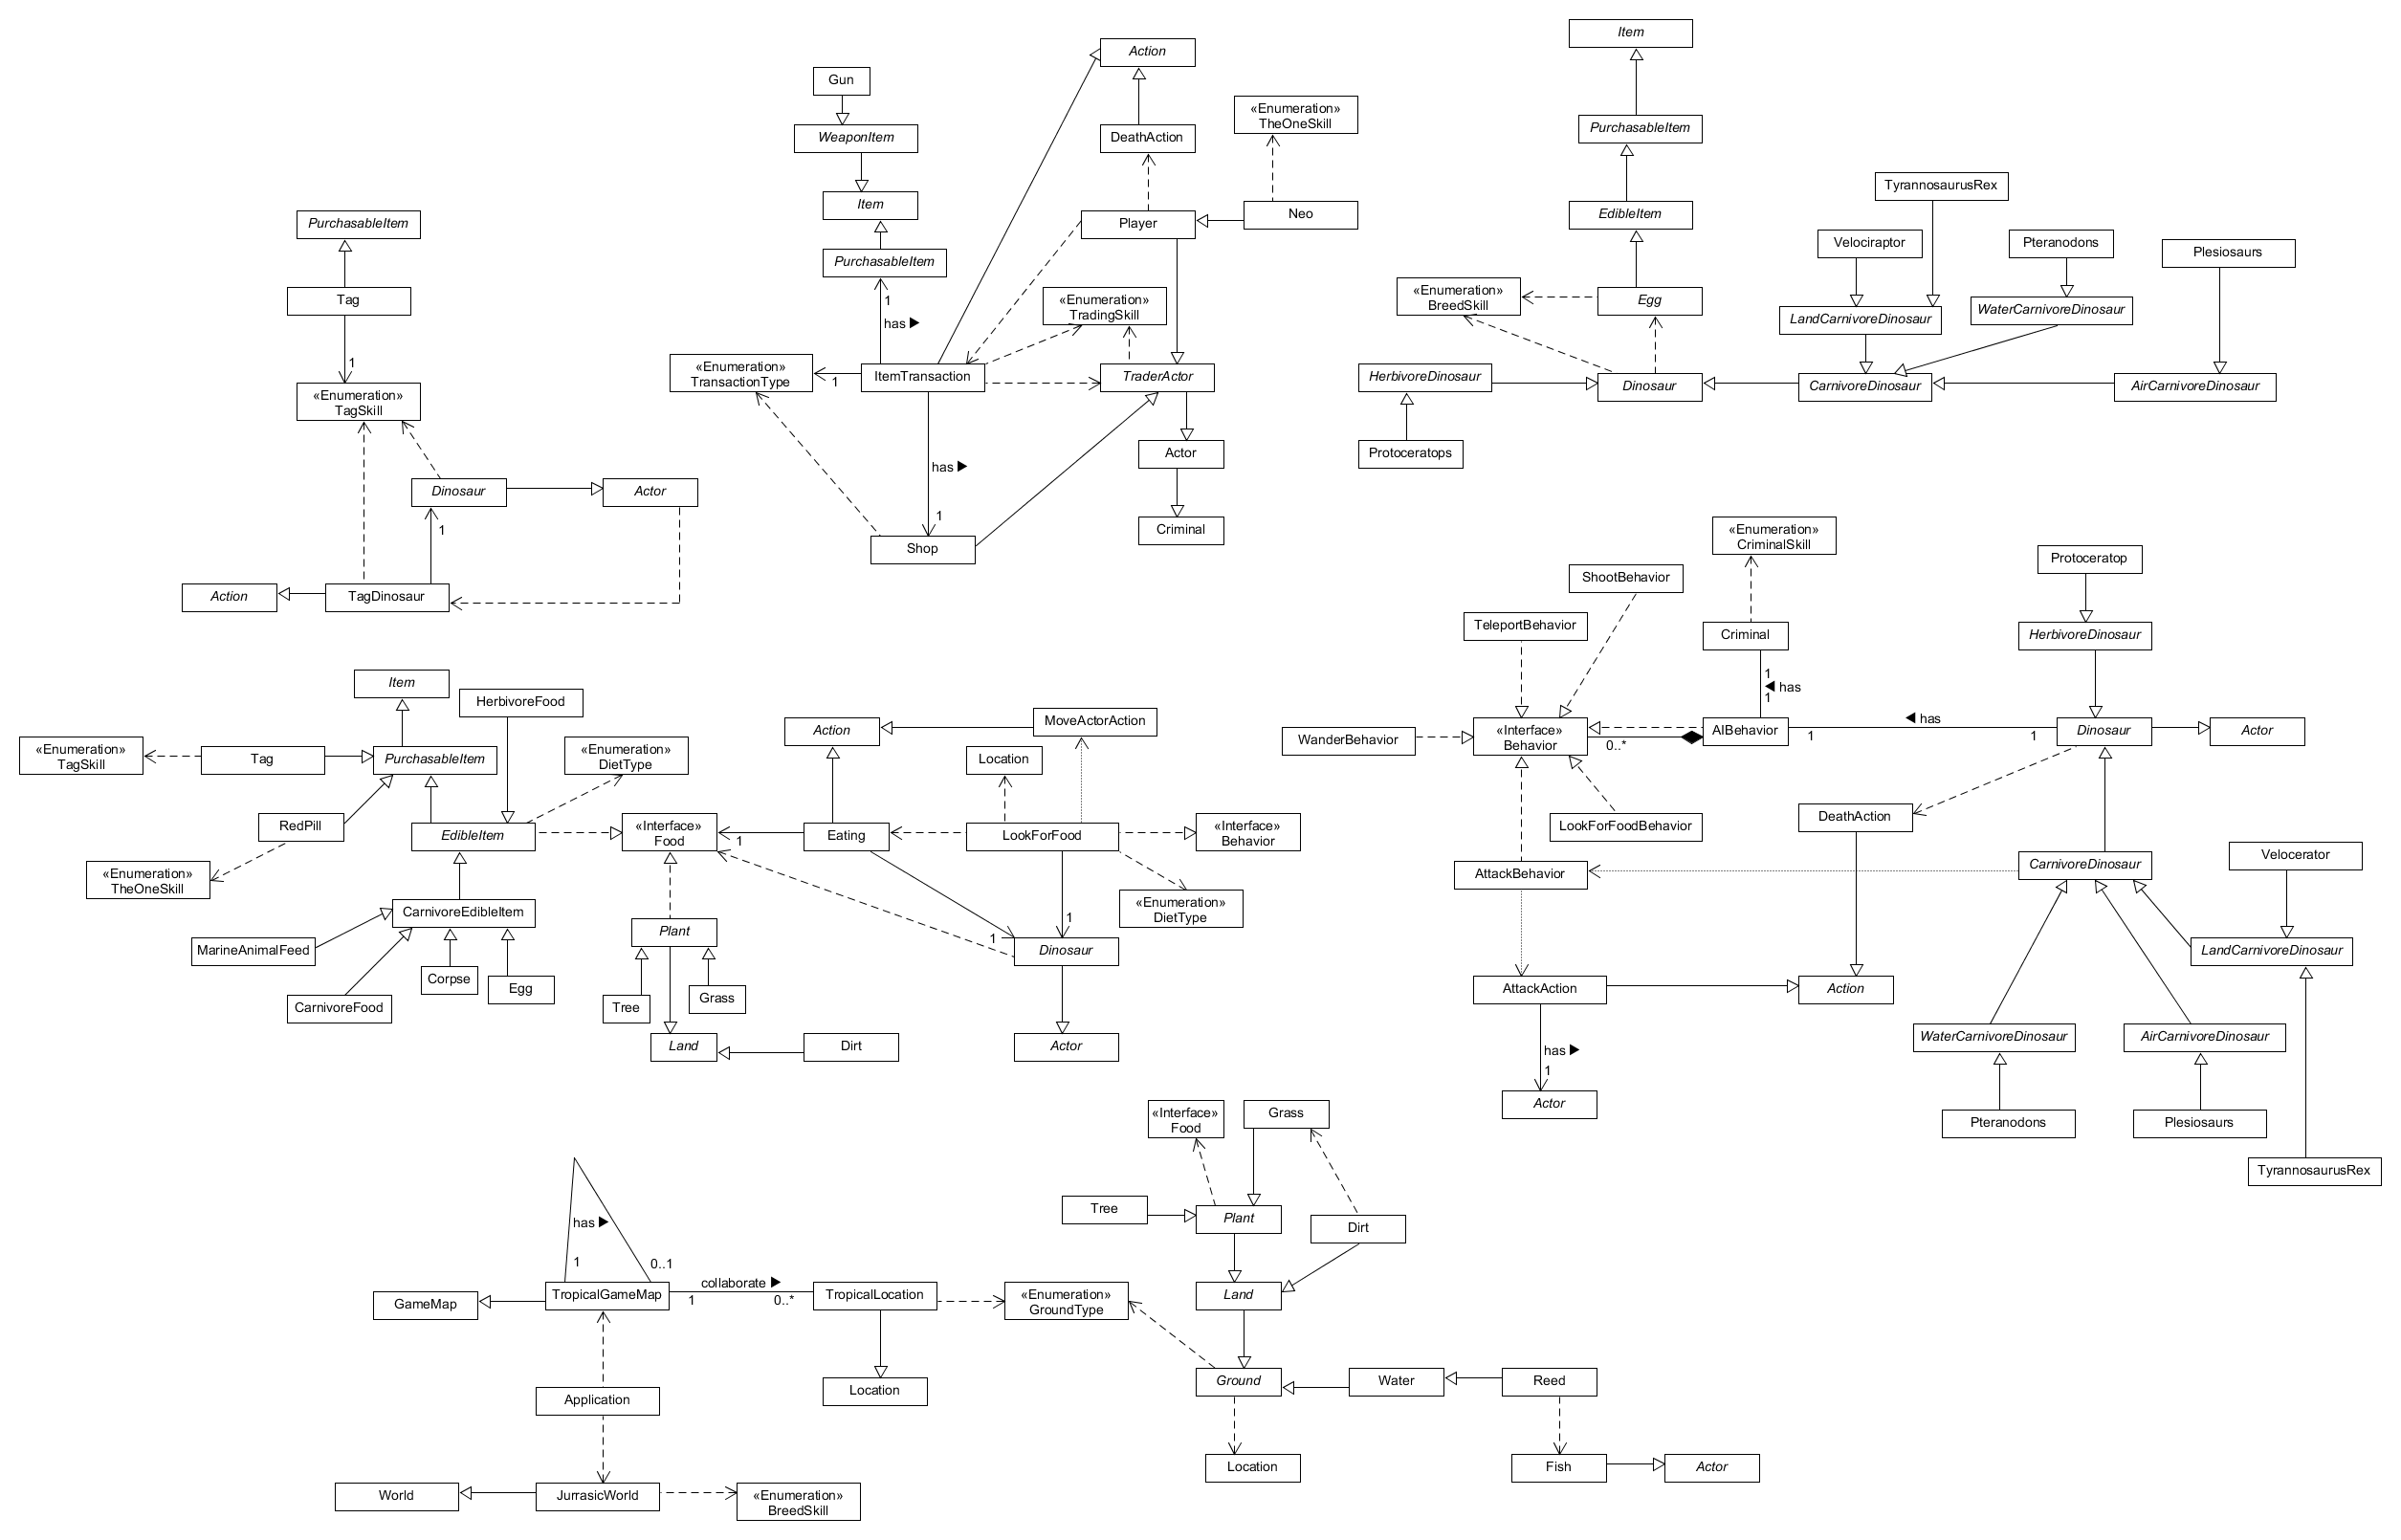 Item
Action
Gun
«Enumeration»
TheOneSkill
WeaponItem
DeathAction
PurchasableItem
TyrannosaurusRex
Item
Neo
EdibleItem
PurchasableItem
Player
Velociraptor
Pteranodons
Plesiosaurs
PurchasableItem
Tag
1
has ▶
«Enumeration»
TradingSkill
«Enumeration»
BreedSkill
Egg
LandCarnivoreDinosaur
WaterCarnivoreDinosaur
1
«Enumeration»
TransactionType
1
ItemTransaction
TraderActor
HerbivoreDinosaur
Dinosaur
CarnivoreDinosaur
AirCarnivoreDinosaur
«Enumeration»
TagSkill
Actor
Protoceratops
has ▶
Dinosaur
Actor
1
1
Criminal
Shop
«Enumeration»
CriminalSkill
Protoceratop
Action
TagDinosaur
ShootBehavior
TeleportBehavior
Criminal
HerbivoreDinosaur
Item
HerbivoreFood
1
◀ has
1
Action
MoveActorAction
◀ has
«Enumeration»
TagSkill
Tag
PurchasableItem
«Enumeration»
DietType
Location
WanderBehavior
«Interface»
Behavior
0..*
AIBehavior
1
1
Dinosaur
Actor
RedPill
EdibleItem
«Interface»
Food
1
Eating
LookForFood
«Interface»
Behavior
LookForFoodBehavior
DeathAction
«Enumeration»
TheOneSkill
AttackBehavior
CarnivoreDinosaur
Velocerator
CarnivoreEdibleItem
«Enumeration»
DietType
1
MarineAnimalFeed
Plant
1
Dinosaur
LandCarnivoreDinosaur
Corpse
Egg
CarnivoreFood
Tree
Grass
AttackAction
Action
Land
Dirt
Actor
has ▶
1
WaterCarnivoreDinosaur
AirCarnivoreDinosaur
Actor
«Interface»
Food
Grass
Pteranodons
Plesiosaurs
TyrannosaurusRex
has ▶
Tree
Plant
Dirt
1
0..1
GameMap
TropicalGameMap
collaborate ▶
1
0..*
TropicalLocation
«Enumeration»
GroundType
Land
Application
Location
Ground
Water
Reed
Location
Fish
Actor
World
JurrasicWorld
«Enumeration»
BreedSkill